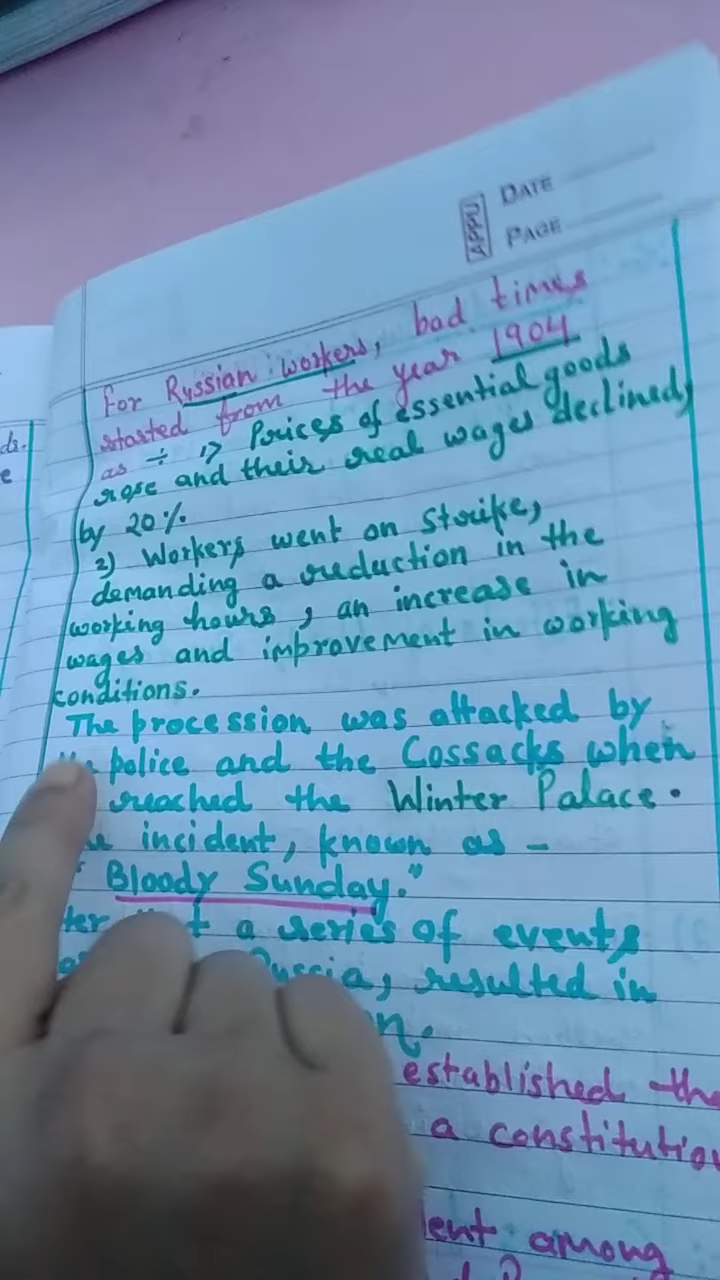 ds.
e
APPU
DATE
PAGE
For Russian workers, bad times
started from the year 1904
as ÷ 1) Prices of essential goods
rose and their real wages declined,
by 20%
2) Workers went on Strike,
demanding a reduction in the
working hours, an increase in
wages and improvement in working
conditions.
The procession was attacked by
police and the Cossacks when
reached the Winter Palace.
incident, known as -
Bloody Sunday."
a series of events
resulted in
established the
a constitution
among